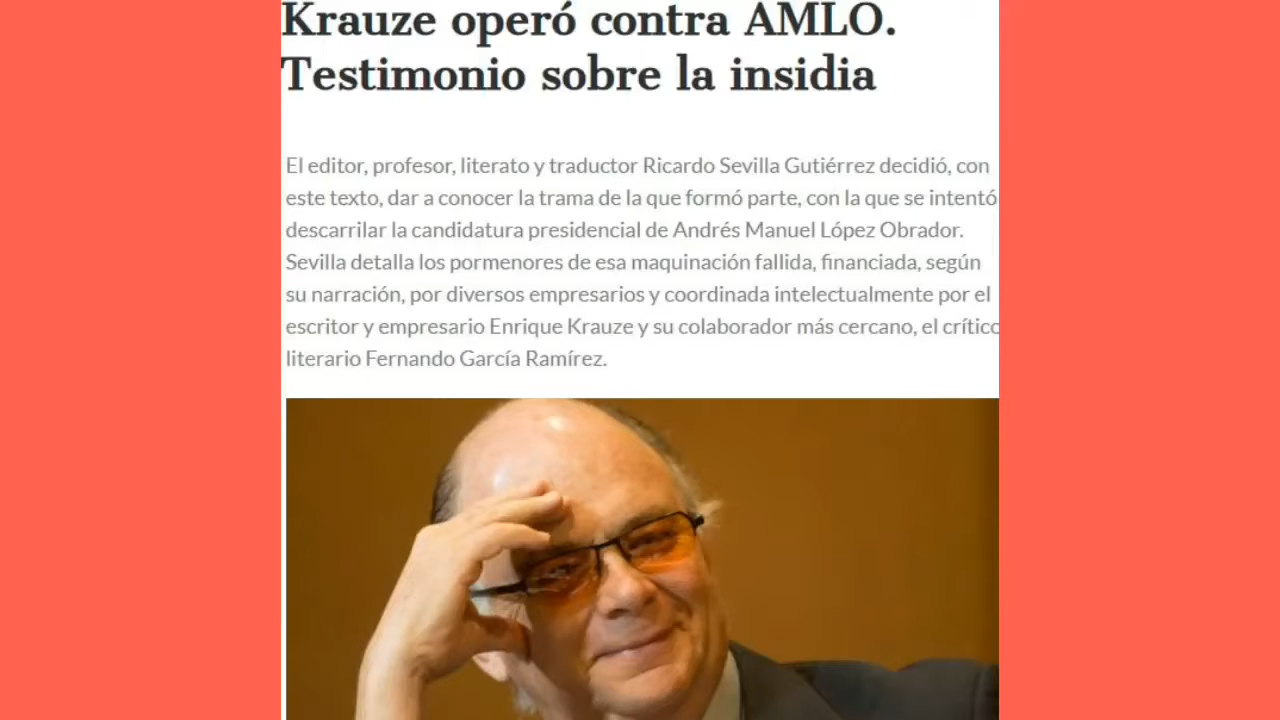 Krauze operó contra AMLO.
Testimonio sobre la insidia
El editor, profesor, literato y traductor Ricardo Sevilla Gutiérrez decidió, con
este texto, dar a conocer la trama de la que formó parte, con la que se intentó
descarrilar la candidatura presidencial de Andrés Manuel López Obrador.
Sevilla detalla los pormenores de esa maquinación fallida, financiada, según
su narración, por diversos empresarios y coordinada intelectualmente por el
escritor y empresario Enrique Krauze y su colaborador más cercano, el crítico
literario Fernando García Ramírez.